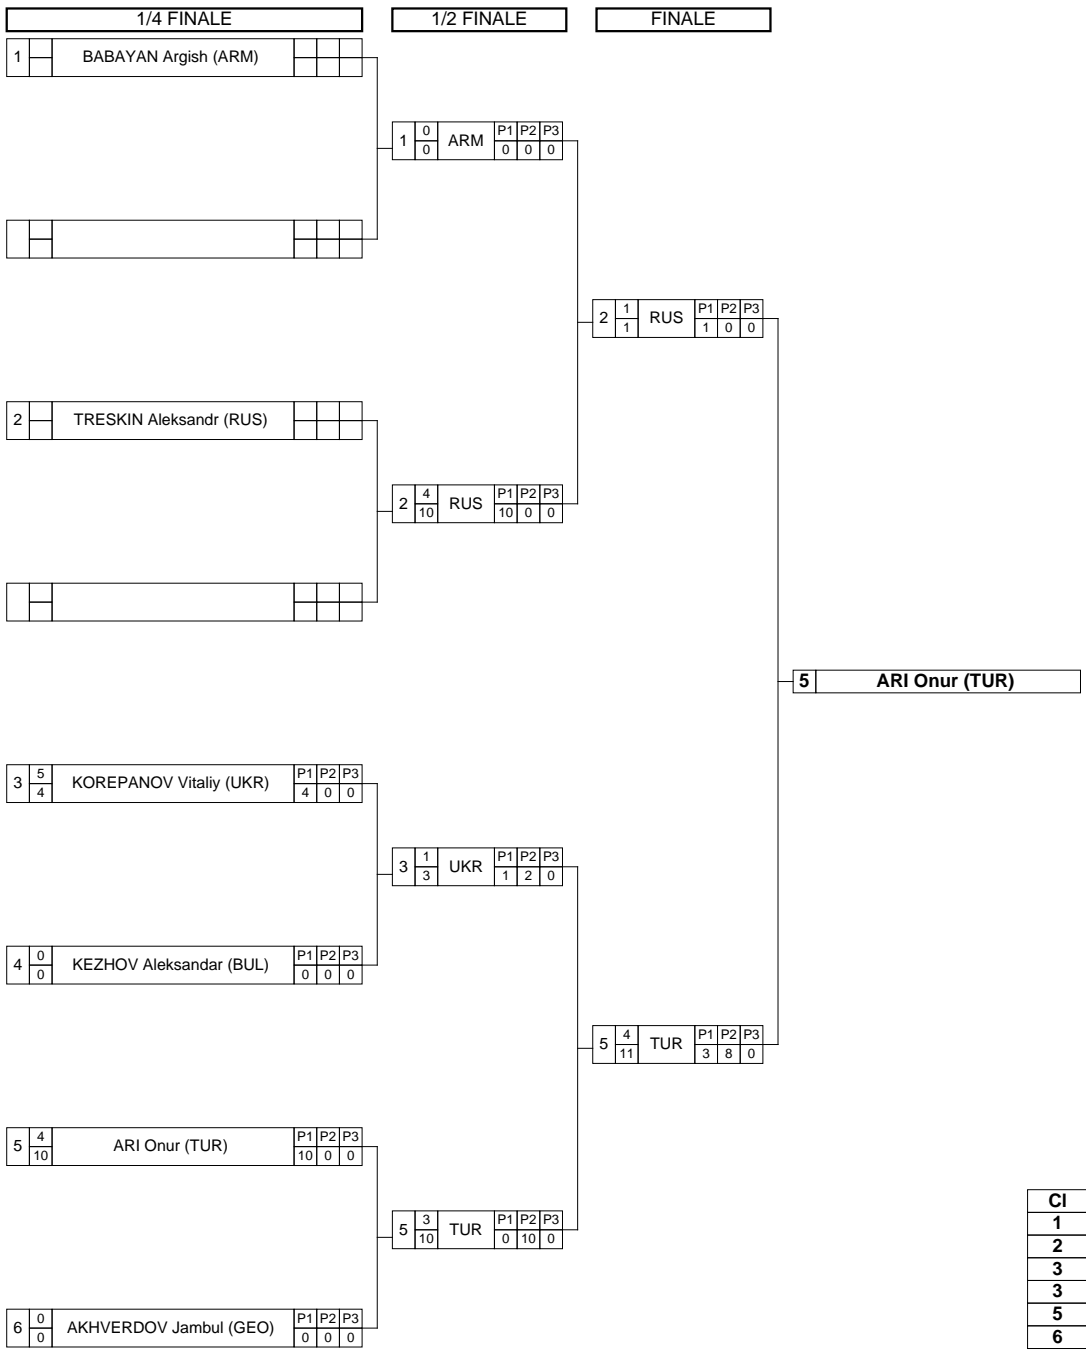 1/4 FINALE 1/2 FINALE FINALE
1 BABAYAN Argish (ARM)
1 0 ARM P1 P2 P3
0 0 0 0
2 1 RUS P1 P2 P3
1 1 0 0
2 TRESKIN Aleksandr (RUS)
2 4 RUS P1 P2 P3
10 10 0 0
5 ARI Onur (TUR)
3 5 KOREPANOV Vitaliy (UKR) P1 P2 P3
4 4 0 0
3 1 UKR P1 P2 P3
3 1 2 0
4 0 KEZHOV Aleksandar (BUL) P1 P2 P3
0 0 0 0
5 4 TUR P1 P2 P3
11 3 8 0
5 4 ARI Onur (TUR) P1 P2 P3
10 10 0 0
5 3 TUR P1 P2 P3
10 0 10 0
6 0 AKHVERDOV Jambul (GEO) P1 P2 P3
0 0 0 0
Cl
1
2
3
3
5
6